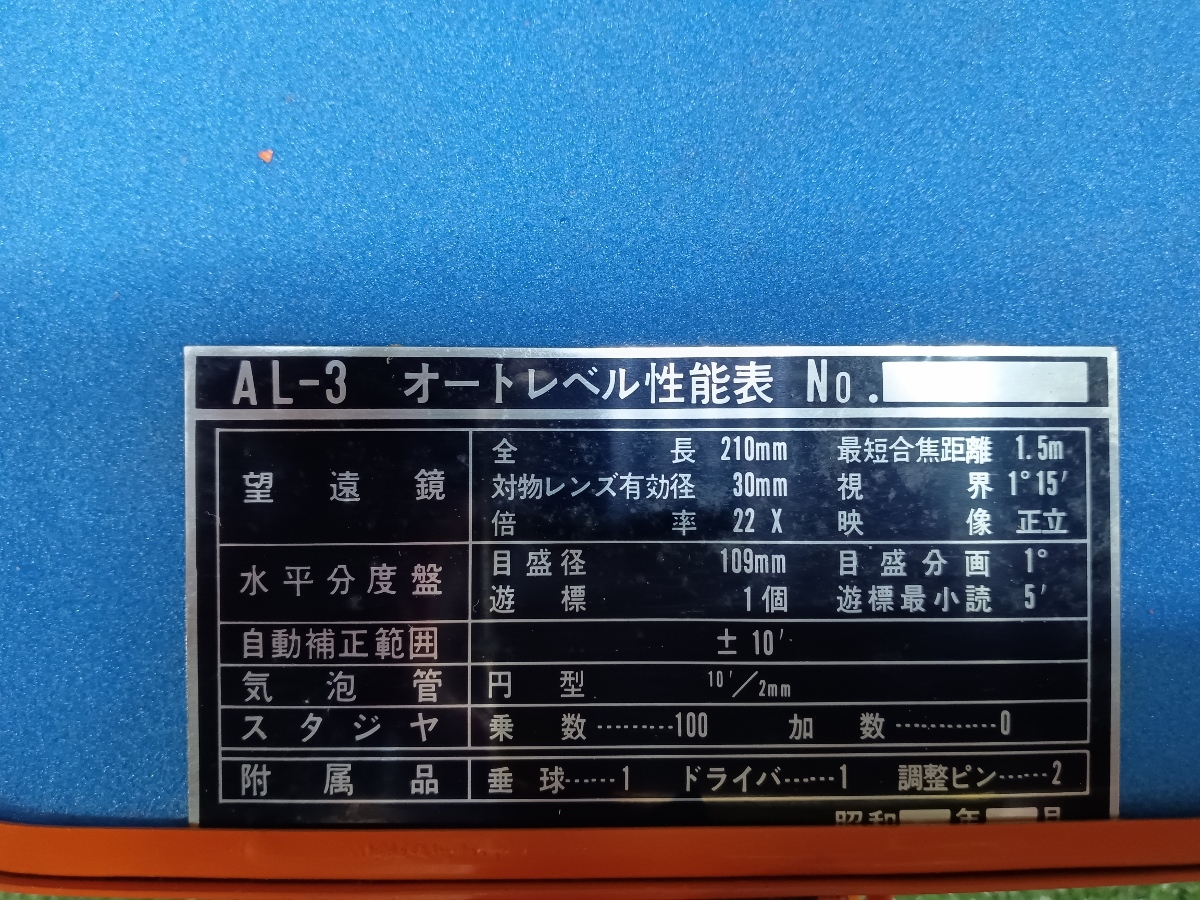 AL-3 オートレベル性能表 No.
望遠鏡 全長 210mm 最短合焦距離 1.5m
対物レンズ有効径 30mm 視界 1°15′
倍率 22X 映像 正立
水平分度盤 目盛径 109mm 目盛分画 1°
遊標 1個 遊標最小読 5′
自動補正範囲 ±10′
気泡管 円型 10′/2mm
スタジヤ 乗数………100 加数…………0
附属品 垂球……1 ドライバ……1 調整ピン……2
昭和 年 月